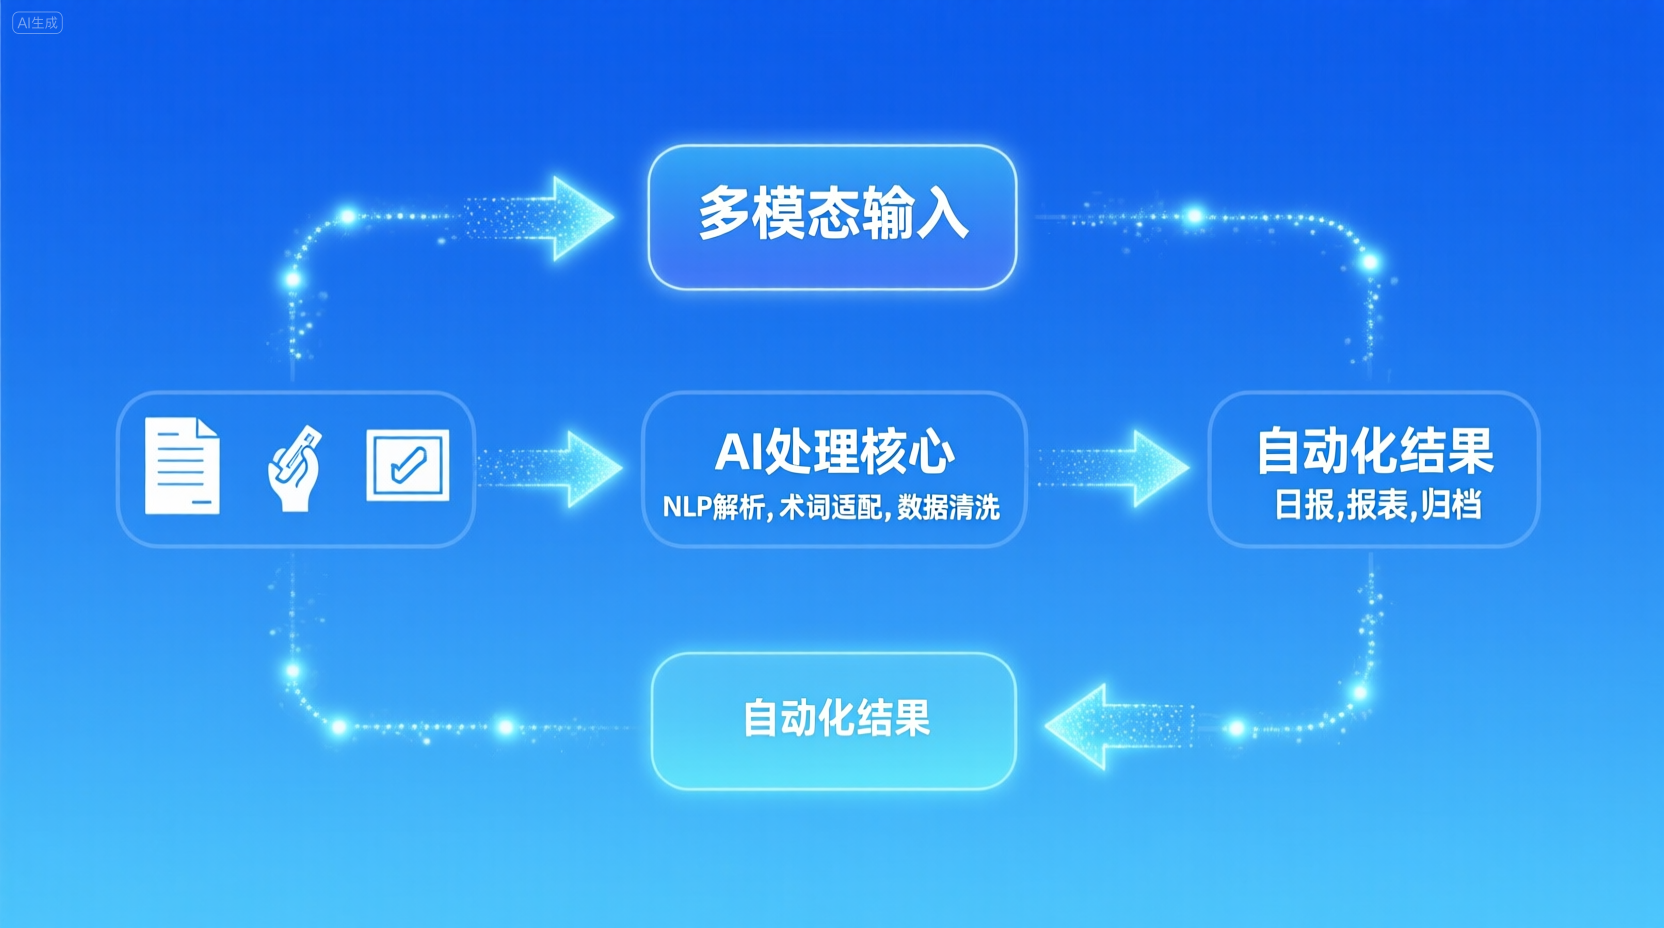 AI生成
多模态输入
AI处理核心
NLP解析, 术词适配, 数据清洗
自动化结果
日报,报表,归档
自动化结果